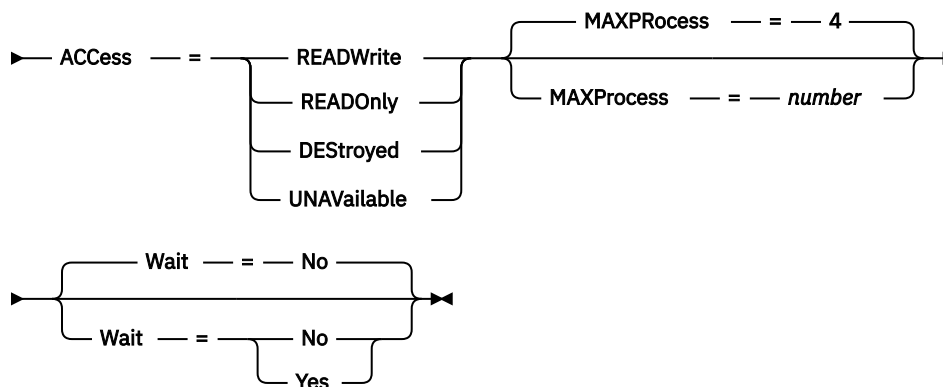 MAXPRocess = 4
ACCess = READWrite
READOnly
MAXProcess = number
DEStroyed
UNAVailable
Wait = No
Wait = No
Yes